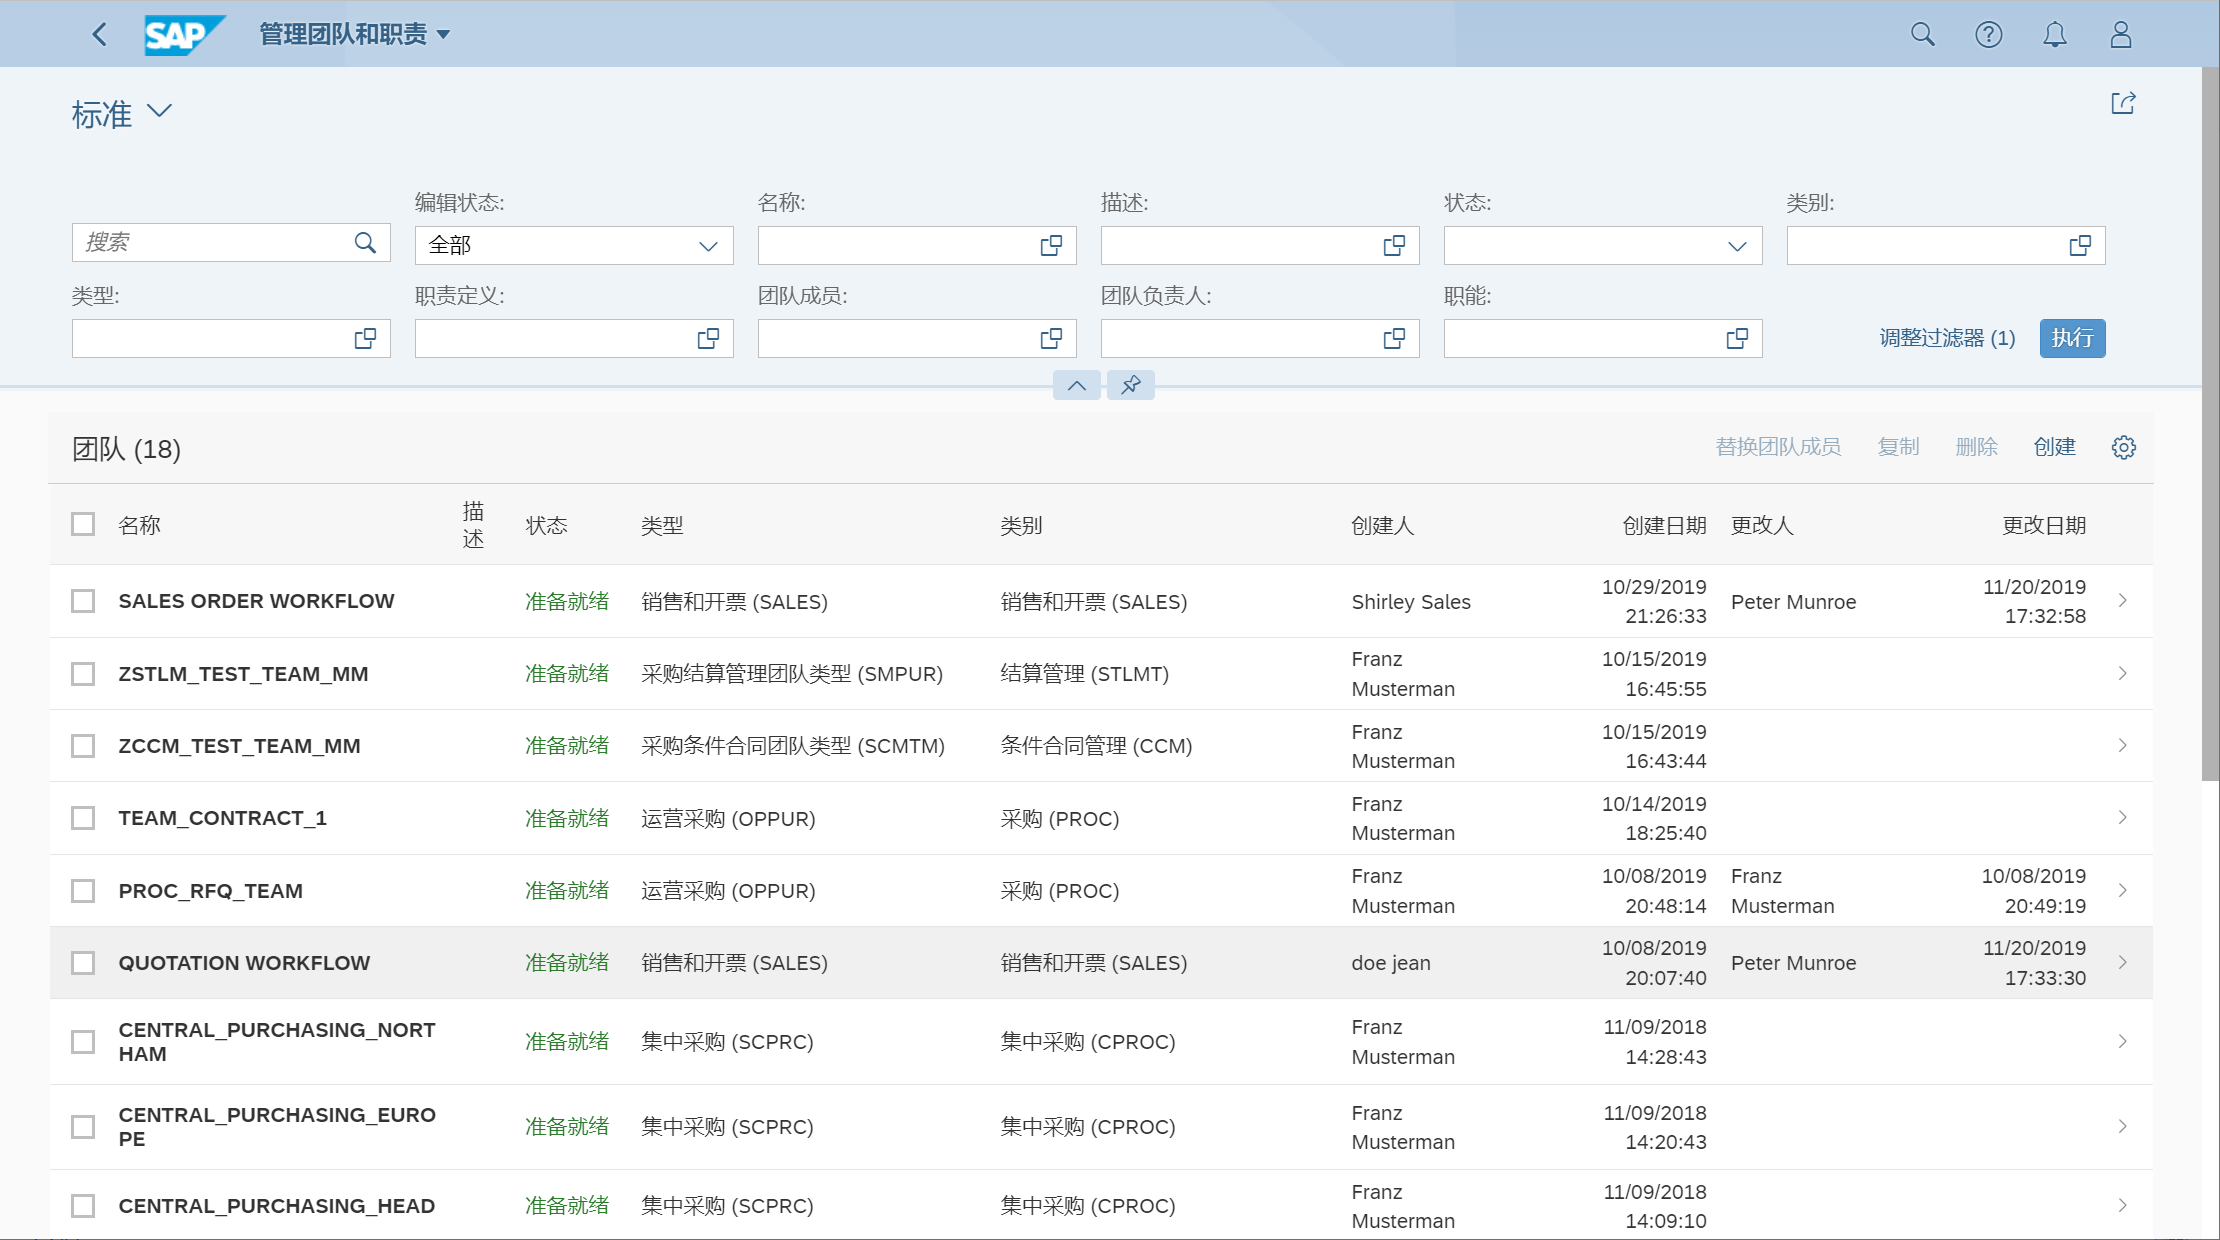 SAP 管理团队和职责
标准
编辑状态: 名称: 描述: 状态: 类别:
搜索 全部
类型: 职责定义: 团队成员: 团队负责人: 职能:
调整过滤器 (1) 执行
团队 (18) 替换团队成员 复制 删除 创建
名称 描述 状态 类型 类别 创建人 创建日期 更改人 更改日期
SALES ORDER WORKFLOW 准备就绪 销售和开票 (SALES) 销售和开票 (SALES) Shirley Sales 10/29/2019 21:26:33 Peter Munroe 11/20/2019 17:32:58
ZSTLM_TEST_TEAM_MM 准备就绪 采购结算管理团队类型 (SMPUR) 结算管理 (STLMT) Franz Musterman 10/15/2019 16:45:55
ZCCM_TEST_TEAM_MM 准备就绪 采购条件合同团队类型 (SCMTM) 条件合同管理 (CCM) Franz Musterman 10/15/2019 16:43:44
TEAM_CONTRACT_1 准备就绪 运营采购 (OPPUR) 采购 (PROC) Franz Musterman 10/14/2019 18:25:40
PROC_RFQ_TEAM 准备就绪 运营采购 (OPPUR) 采购 (PROC) Franz Musterman 10/08/2019 20:48:14 Franz Musterman 10/08/2019 20:49:19
QUOTATION WORKFLOW 准备就绪 销售和开票 (SALES) 销售和开票 (SALES) doe jean 10/08/2019 20:07:40 Peter Munroe 11/20/2019 17:33:30
CENTRAL_PURCHASING_NORTHAM 准备就绪 集中采购 (SCPRC) 集中采购 (CPROC) Franz Musterman 11/09/2018 14:28:43
CENTRAL_PURCHASING_EUROPE 准备就绪 集中采购 (SCPRC) 集中采购 (CPROC) Franz Musterman 11/09/2018 14:20:43
CENTRAL_PURCHASING_HEAD 准备就绪 集中采购 (SCPRC) 集中采购 (CPROC) Franz Musterman 11/09/2018 14:09:10